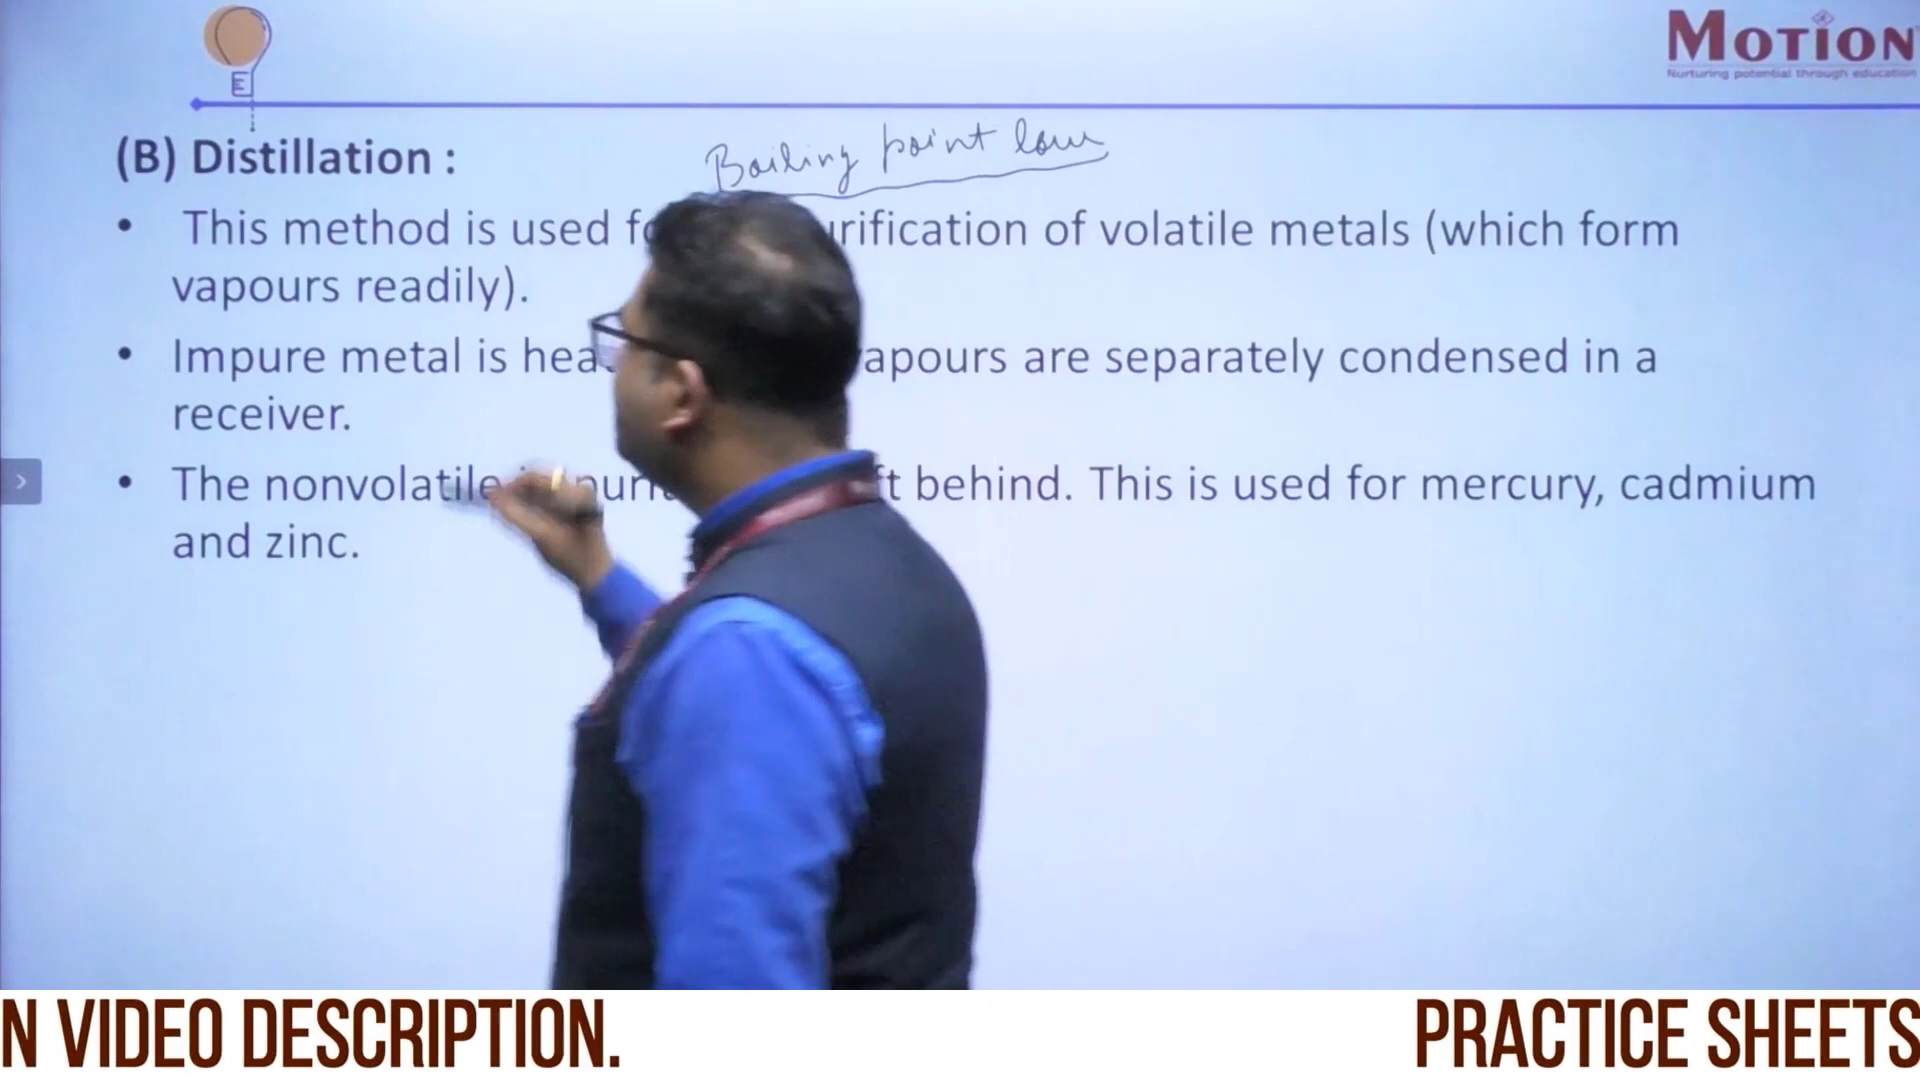 MOTION
Nurturing potential through education
(B) Distillation :
Boiling point low
• This method is used urification of volatile metals (which form
vapours readily).
• Impure metal is hea apours are separately condensed in a
receiver.
• The nonvolatile t behind. This is used for mercury, cadmium
and zinc.
N VIDEO DESCRIPTION. PRACTICE SHEETS